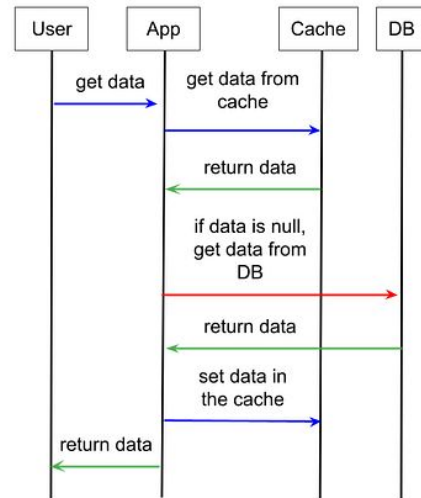 User
App
Cache
DB
get data
get data from
cache
return data
if data is null,
get data from
DB
return data
set data in
the cache
return data